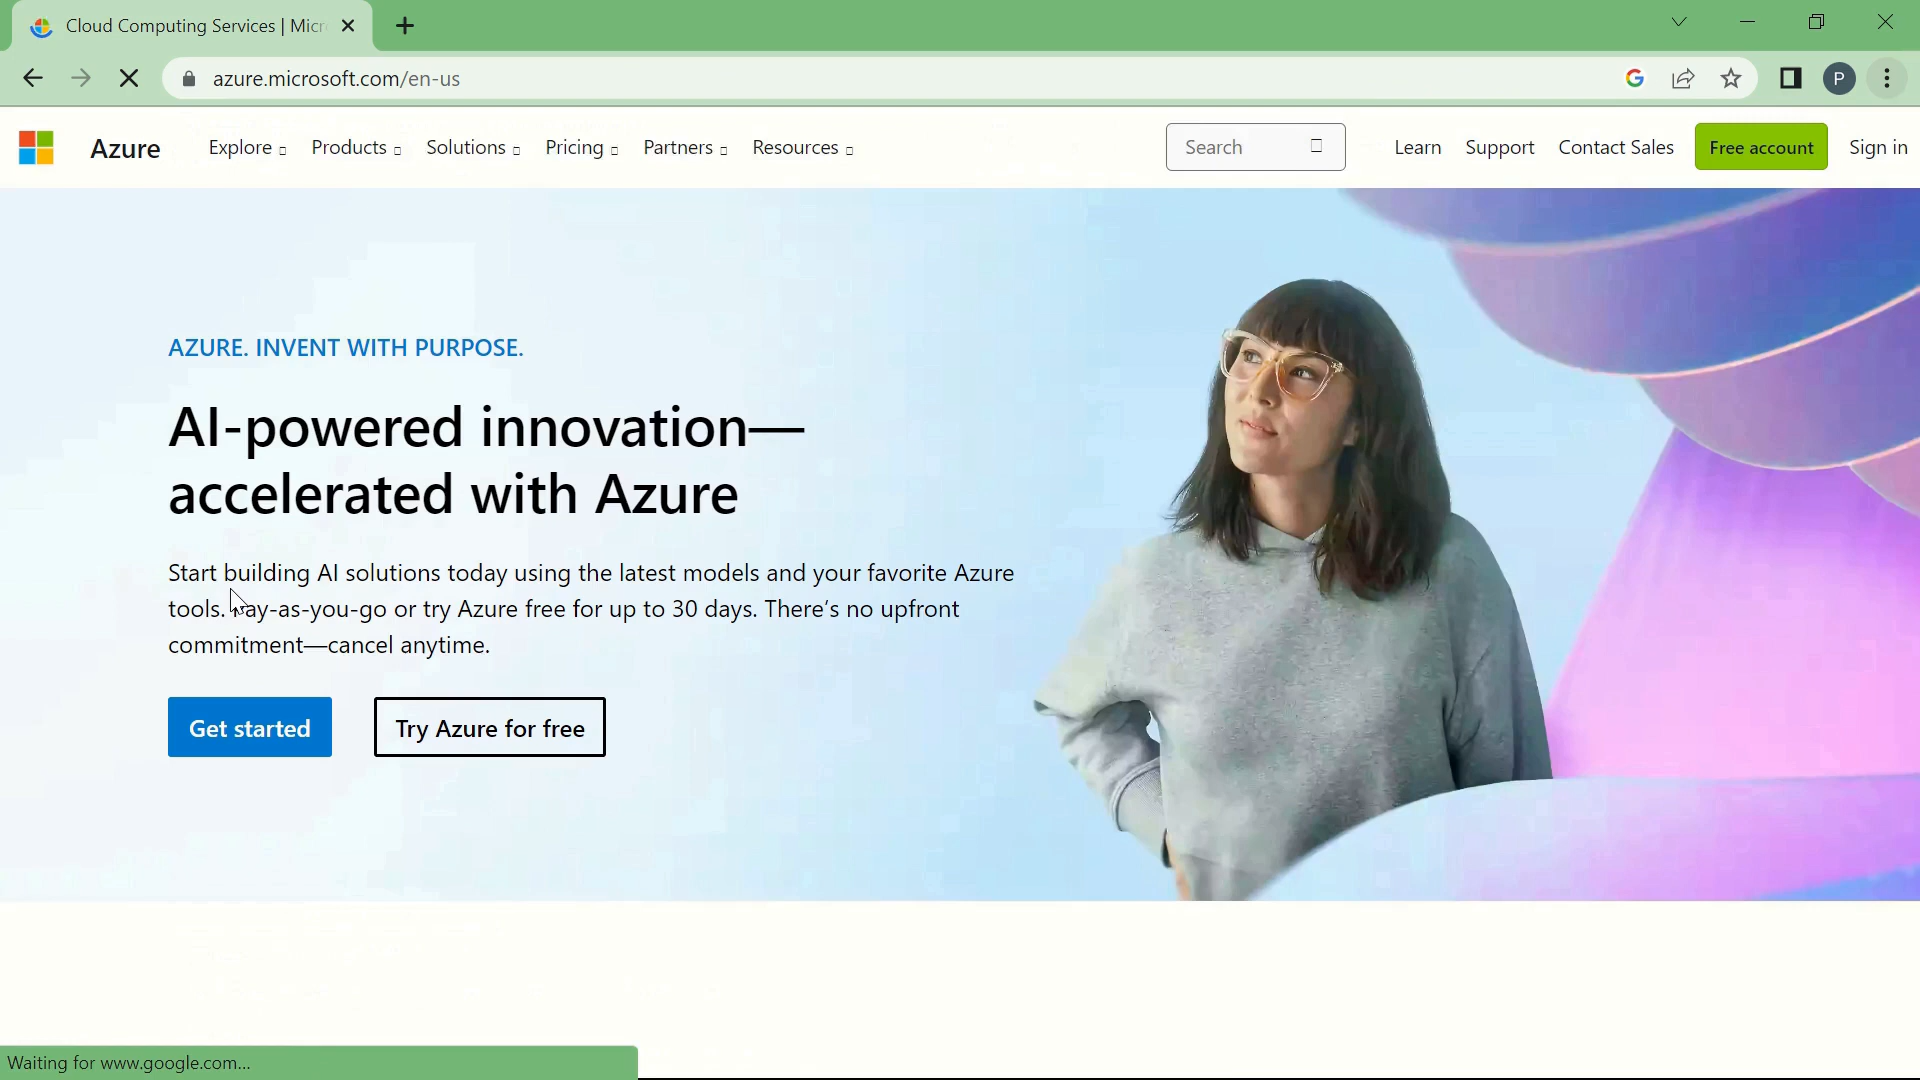 Cloud Computing Services | Micr
azure.microsoft.com/en-us
P
Azure
Explore
Products
Solutions
Pricing
Partners
Resources
Search
Learn
Support
Contact Sales
Free account
Sign in
AZURE. INVENT WITH PURPOSE.
AI-powered innovation—
accelerated with Azure
Start building AI solutions today using the latest models and your favorite Azure
tools. Pay-as-you-go or try Azure free for up to 30 days. There's no upfront
commitment—cancel anytime.
Get started
Try Azure for free
Waiting for www.google.com...